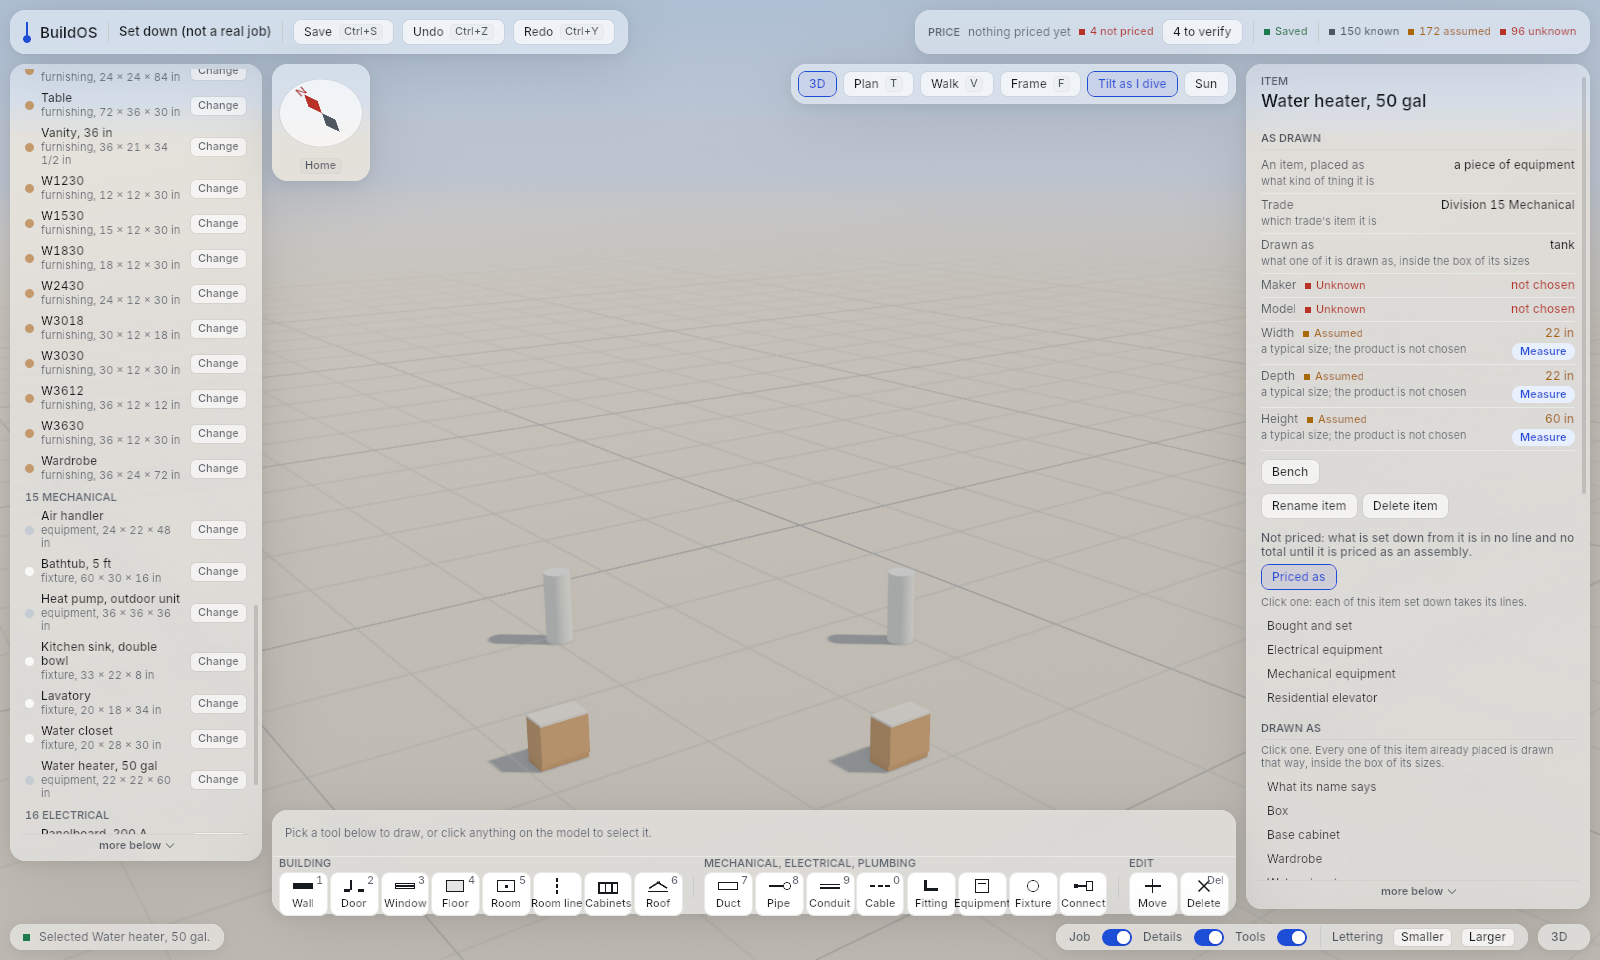 BuildOS
Set down (not a real job)
Save Ctrl+S
Undo Ctrl+Z
Redo Ctrl+Y
PRICE nothing priced yet 4 not priced 4 to verify Saved 150 known 172 assumed 96 unknown
furnishing, 24 × 24 × 84 in Change
Table
furnishing, 72 × 36 × 30 in Change
Vanity, 36 in
furnishing, 36 × 21 × 34
1/2 in Change
W1230
furnishing, 12 × 12 × 30 in Change
W1530
furnishing, 15 × 12 × 30 in Change
W1830
furnishing, 18 × 12 × 30 in Change
W2430
furnishing, 24 × 12 × 30 in Change
W3018
furnishing, 30 × 12 × 18 in Change
W3030
furnishing, 30 × 12 × 30 in Change
W3612
furnishing, 36 × 12 × 12 in Change
W3630
furnishing, 36 × 12 × 30 in Change
Wardrobe
furnishing, 36 × 24 × 72 in Change
15 MECHANICAL
Air handler
equipment, 24 × 22 × 48
in Change
Bathtub, 5 ft
fixture, 60 × 30 × 16 in Change
Heat pump, outdoor unit
equipment, 36 × 36 × 36
in Change
Kitchen sink, double
bowl
fixture, 33 × 22 × 8 in Change
Lavatory
fixture, 20 × 18 × 34 in Change
Water closet
fixture, 20 × 28 × 30 in Change
Water heater, 50 gal
equipment, 22 × 22 × 60
in Change
16 ELECTRICAL
Panelboard, 200 A
more below
N
Home
3D
Plan T
Walk V
Frame F
Tilt as I dive
Sun
ITEM
Water heater, 50 gal
AS DRAWN
An item, placed as a piece of equipment
what kind of thing it is
Trade Division 15 Mechanical
which trade's item it is
Drawn as tank
what one of it is drawn as, inside the box of its sizes
Maker Unknown not chosen
Model Unknown not chosen
Width Assumed 22 in
a typical size; the product is not chosen Measure
Depth Assumed 22 in
a typical size; the product is not chosen Measure
Height Assumed 60 in
a typical size; the product is not chosen Measure
Bench
Rename item Delete item
Not priced: what is set down from it is in no line and no
total until it is priced as an assembly.
Priced as
Click one: each of this item set down takes its lines.
Bought and set
Electrical equipment
Mechanical equipment
Residential elevator
DRAWN AS
Click one. Every one of this item already placed is drawn
that way, inside the box of its sizes.
What its name says
Box
Base cabinet
Wardrobe
more below
Pick a tool below to draw, or click anything on the model to select it.
BUILDING
1 Wall
2 Door
3 Window
4 Floor
5 Room
Room line
Cabinets
6 Roof
MECHANICAL, ELECTRICAL, PLUMBING
7 Duct
8 Pipe
9 Conduit
0 Cable
Fitting
Equipment
Fixture
Connect
EDIT
Move
Del Delete
Selected Water heater, 50 gal.
Job Details Tools Lettering Smaller Larger 3D